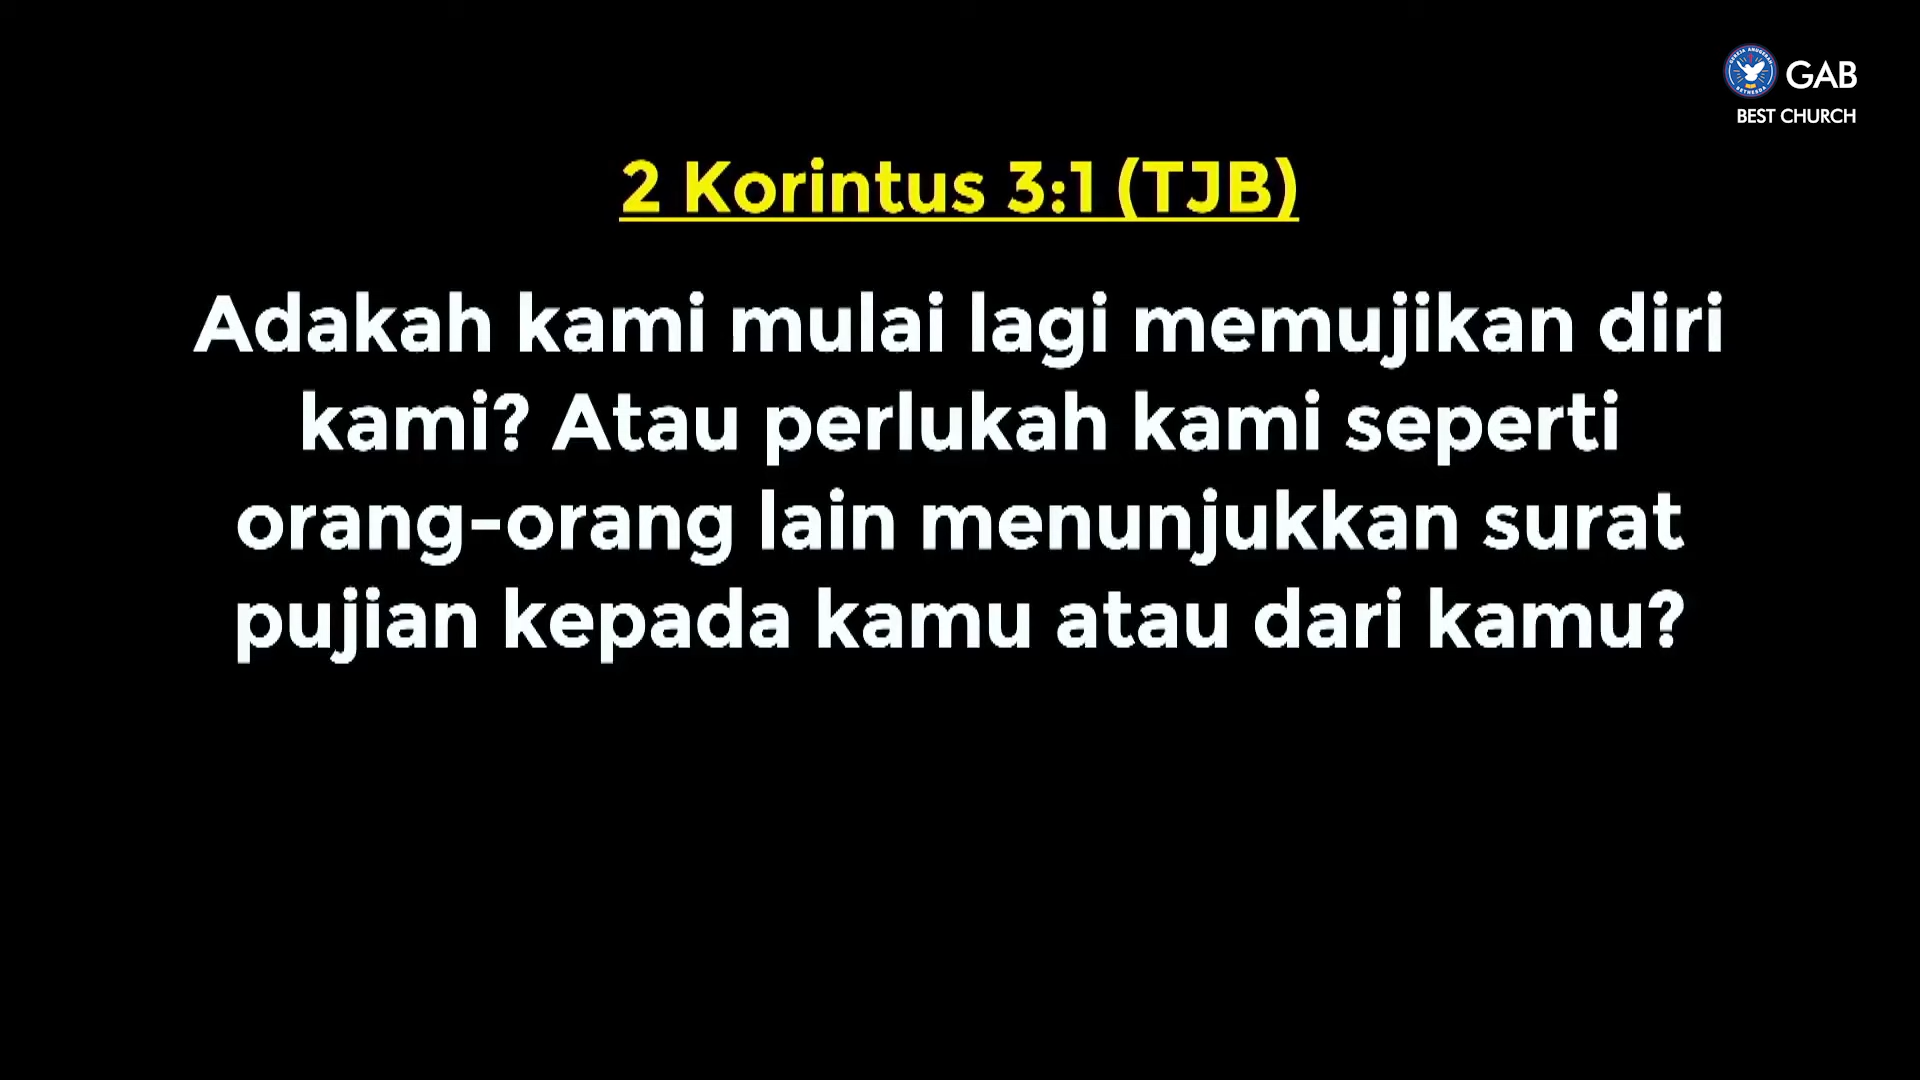 GAB
BEST CHURCH
2 Korintus 3:1 (TJB)
Adakah kami mulai lagi memujikan diri
kami? Atau perlukah kami seperti
orang-orang lain menunjukkan surat
pujian kepada kamu atau dari kamu?